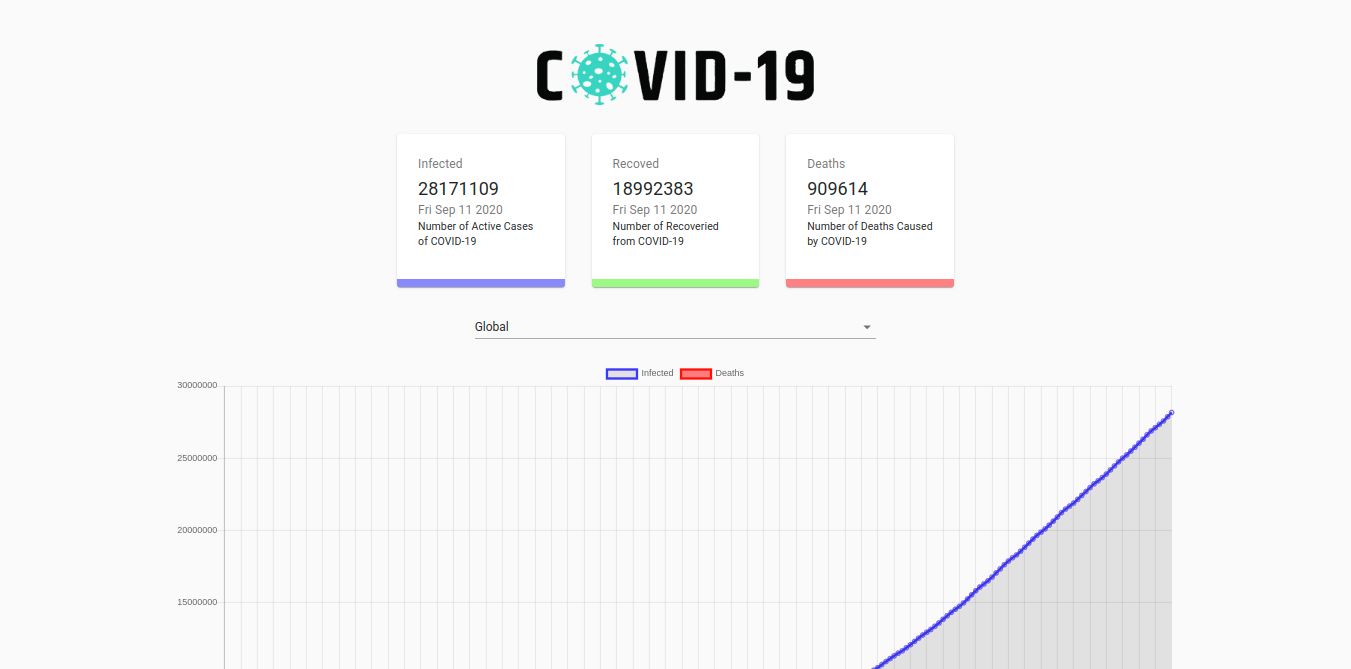 COVID-19
Infected
28171109
Fri Sep 11 2020
Number of Active Cases
of COVID-19
Recoved
18992383
Fri Sep 11 2020
Number of Recoveried
from COVID-19
Deaths
909614
Fri Sep 11 2020
Number of Deaths Caused
by COVID-19
Global
Infected Deaths
30000000
25000000
20000000
15000000